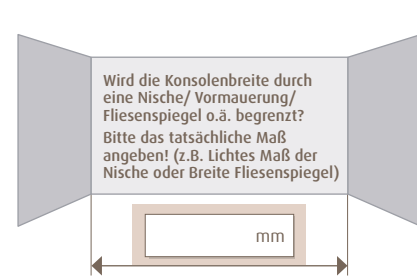 Wird die Konsolenbreite durch
eine Nische/ Vormauerung/
Fliesenspiegel o.ä. begrenzt?
Bitte das tatsächliche Maß
angeben! (z.B. Lichtes Maß der
Nische oder Breite Fliesenspiegel)
mm